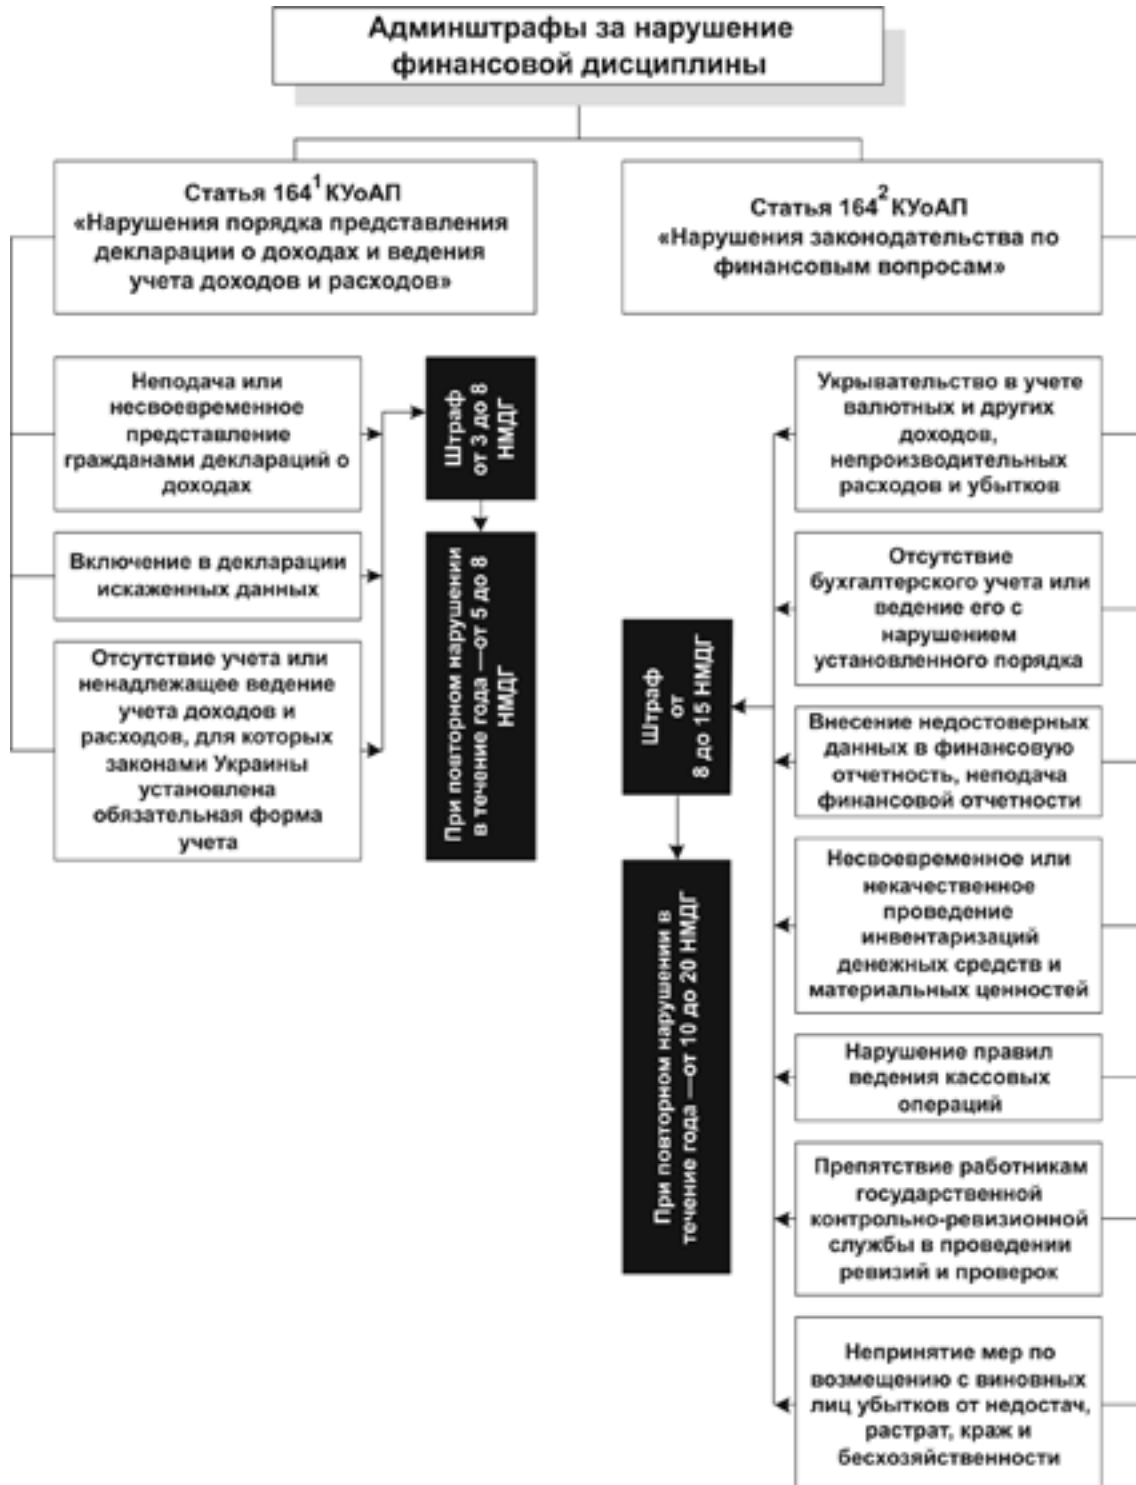 Админштрафы за нарушение
финансовой дисциплины
Статья 164¹ КУоАП
«Нарушения порядка представления
декларации о доходах и ведения
учета доходов и расходов»
Неподача или
несвоевременное
представление
гражданами деклараций о
доходах
Включение в декларации
искаженных данных
Отсутствие учета или
ненадлежащее ведение
учета доходов и
расходов, для которых
законами Украины
установлена
обязательная форма
учета
Штраф
от 3 до 8
НМДГ
При повторном нарушении
в течение года —от 5 до 8
НМДГ
Статья 164² КУоАП
«Нарушения законодательства по
финансовым вопросам»
Штраф
от
8 до 15 НМДГ
При повторном нарушении в
течение года —от 10 до 20 НМДГ
Укрывательство в учете
валютных и других
доходов,
непроизводительных
расходов и убытков
Отсутствие
бухгалтерского учета или
ведение его с
нарушением
установленного порядка
Внесение недостоверных
данных в финансовую
отчетность, неподача
финансовой отчетности
Несвоевременное или
некачественное
проведение
инвентаризаций
денежных средств и
материальных ценностей
Нарушение правил
ведения кассовых
операций
Препятствие работникам
государственной
контрольно-ревизионной
службы в проведении
ревизий и проверок
Непринятие мер по
возмещению с виновных
лиц убытков от недостач,
растрат, краж и
бесхозяйственности